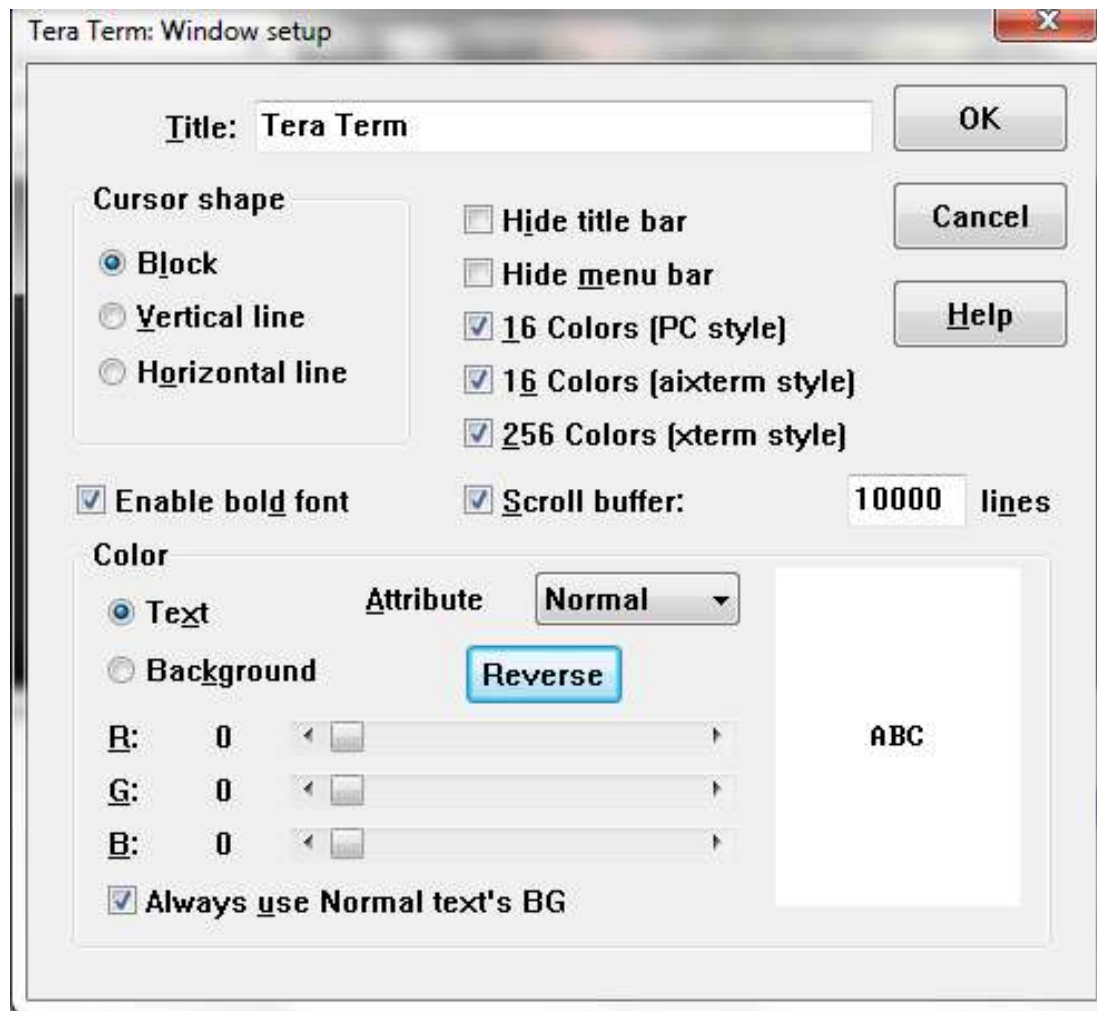 Tera Term: Window setup
Title: Tera Term
OK
Cursor shape
Block
Vertical line
Horizontal line
Hide title bar
Hide menu bar
16 Colors (PC style)
16 Colors (aixterm style)
256 Colors (xterm style)
Cancel
Help
Enable bold font
Scroll buffer: 10000 lines
Color
Text
Attribute Normal
Background
Reverse
R: 0
G: 0
B: 0
ABC
Always use Normal text's BG